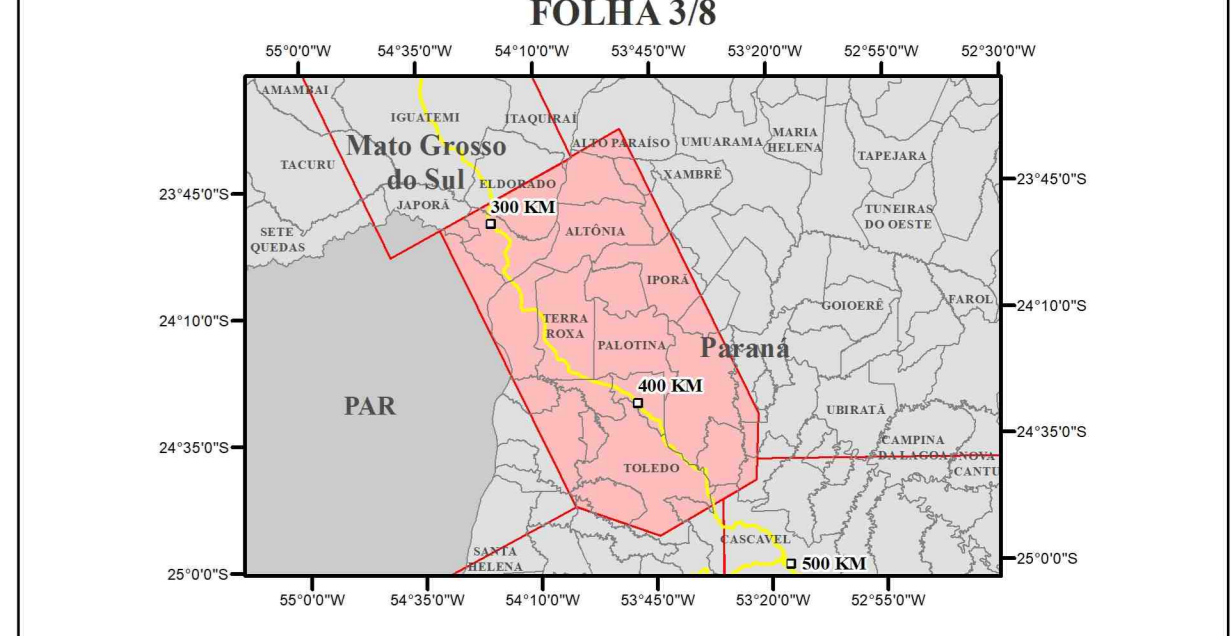 FOLHA 3/8
55°0'0"W 54°35'0"W 54°10'0"W 53°45'0"W 53°20'0"W 52°55'0"W 52°30'0"W
AMAMBAI
IGUATEMI
ITAQUIRAÍ
ALTO PARAÍSO
UMUARAMA
MARIA
HELENA
TAPEJARA
Mato Grosso
do Sul
TACURU
ELDORADO
XAMBRÊ
23°45'0"S
23°45'0"S
JAPORÃ
300 KM
TUNEIRAS
DO OESTE
SETE
QUEDAS
ALTÔNIA
IPORÃ
GOIOERÊ
FAROL
24°10'0"S
24°10'0"S
TERRA
ROXA
PALOTINA
Paraná
PAR
400 KM
UBIRATÃ
24°35'0"S
24°35'0"S
CAMPINA
DA LAGOA
NOVA
CANTU
TOLEDO
CASCAVEL
SANTA
HELENA
500 KM
25°0'0"S
25°0'0"S
55°0'0"W 54°35'0"W 54°10'0"W 53°45'0"W 53°20'0"W 52°55'0"W